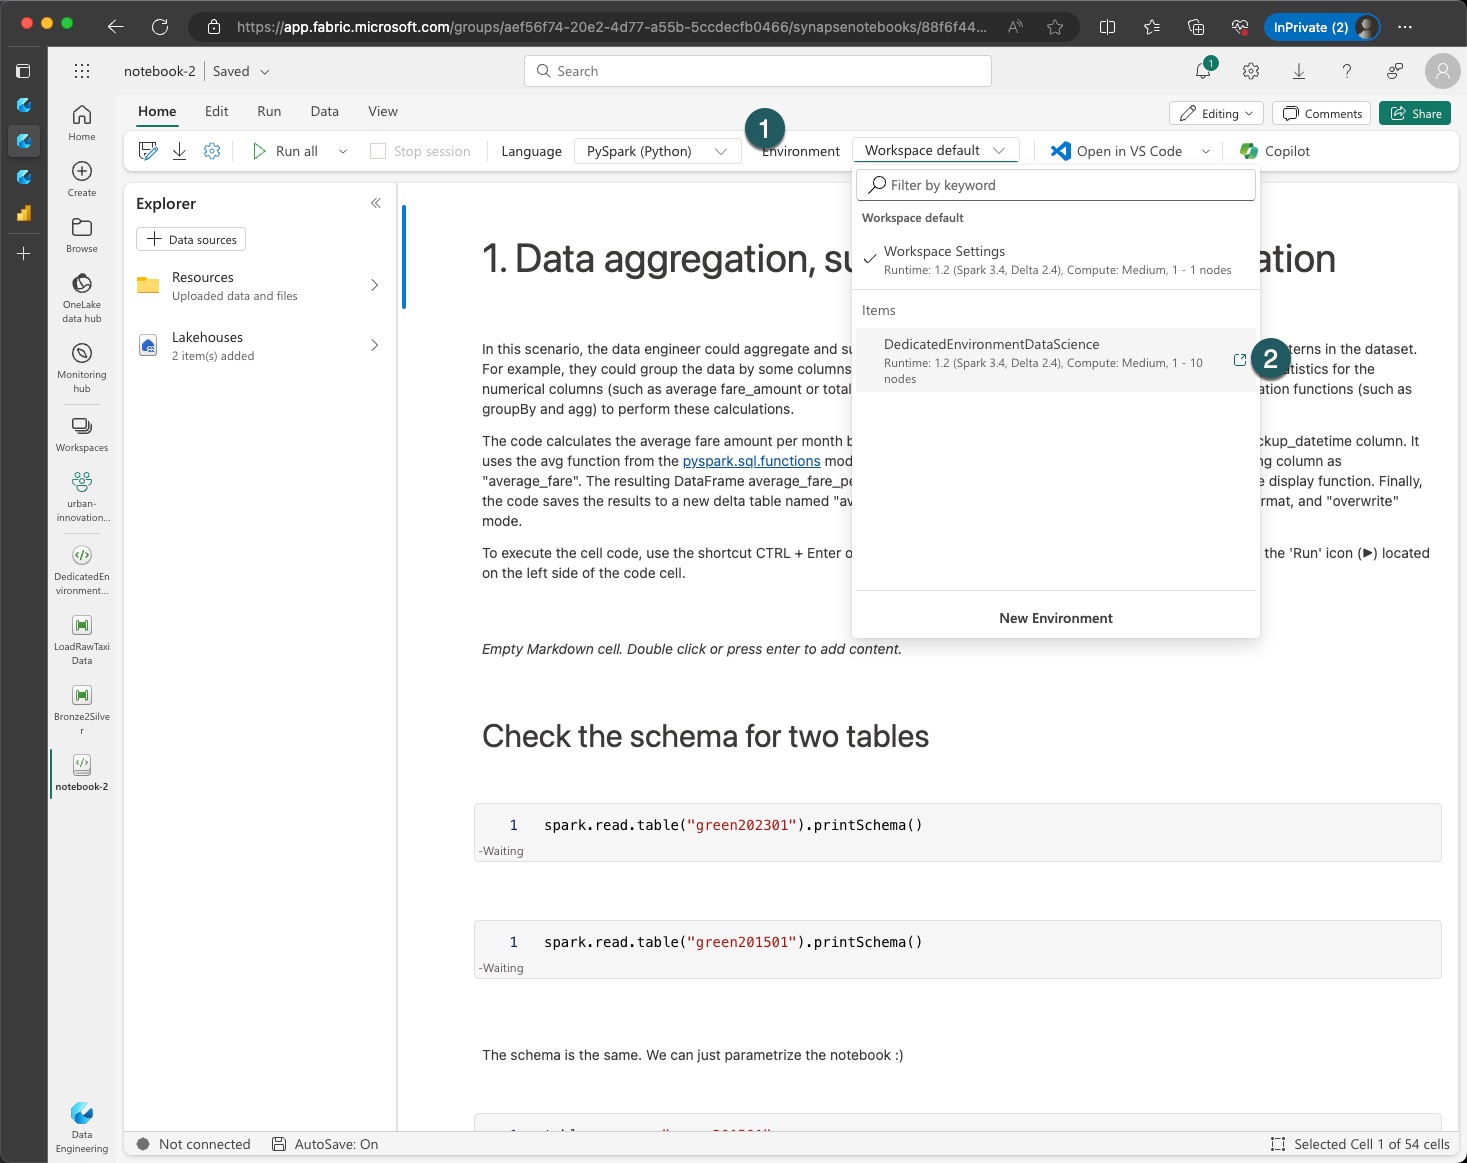 https://app.fabric.microsoft.com/groups/aef56f74-20e2-4d77-a55b-5ccdecfb0466/synapsenotebooks/88f6f44...
InPrivate (2)
notebook-2
Saved
Search
1
Home
Edit
Run
Data
View
Editing
Comments
Share
1
Run all
Stop session
Language
PySpark (Python)
Environment
Workspace default
Open in VS Code
Copilot
Home
Create
Browse
OneLake
data hub
Monitoring
hub
Workspaces
urban-
innovation...
DedicatedEn
vironment...
LoadRawTaxi
Data
Bronze2Silve
r
notebook-2
Data
Engineering
Explorer
Data sources
Resources
Uploaded data and files
Lakehouses
2 item(s) added
Filter by keyword
Workspace default
Workspace Settings
Runtime: 1.2 (Spark 3.4, Delta 2.4), Compute: Medium, 1 - 1 nodes
Items
DedicatedEnvironmentDataScience
Runtime: 1.2 (Spark 3.4, Delta 2.4), Compute: Medium, 1 - 10
nodes
2
New Environment
1. Data aggregation, su ation
In this scenario, the data engineer could aggregate and su terns in the dataset.
For example, they could group the data by some columns atistics for the
numerical columns (such as average fare_amount or total ation functions (such as
groupBy and agg) to perform these calculations.
The code calculates the average fare amount per month b ckup_datetime column. It
uses the avg function from the pyspark.sql.functions mod ng column as
"average_fare". The resulting DataFrame average_fare_pe e display function. Finally,
the code saves the results to a new delta table named "av rmat, and "overwrite"
mode.
To execute the cell code, use the shortcut CTRL + Enter o the 'Run' icon (▶) located
on the left side of the code cell.
Empty Markdown cell. Double click or press enter to add content.
Check the schema for two tables
1 spark.read.table("green202301").printSchema()
-Waiting
1 spark.read.table("green201501").printSchema()
-Waiting
The schema is the same. We can just parametrize the notebook :)
Not connected
AutoSave: On
Selected Cell 1 of 54 cells